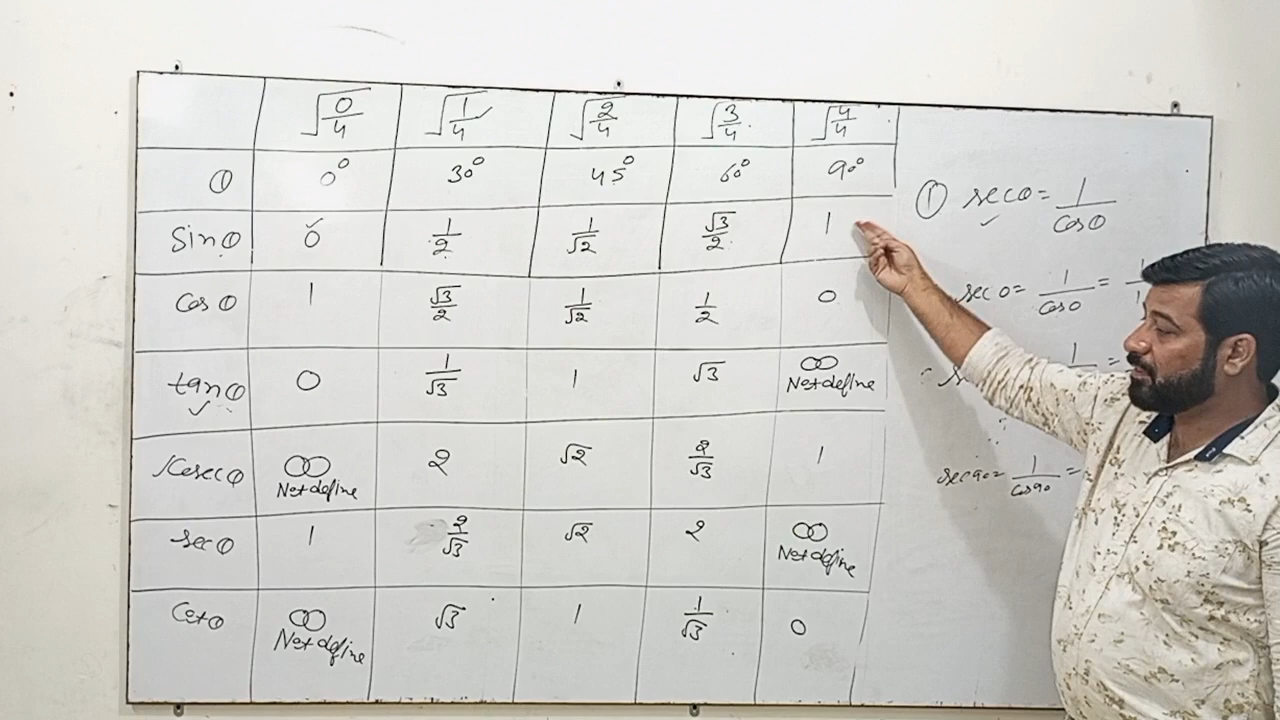 √0/4 √1/4 √2/4 √3/4 √4/4
θ 0° 30° 45° 60° 90°
Sinθ 0 1/2 1/√2 √3/2 1
Cosθ 1 √3/2 1/√2 1/2 0
tanθ 0 1/√3 1 √3 ∞ Not define
Cosecθ ∞ Not define 2 √2 2/√3 1
secθ 1 2/√3 √2 2 ∞ Not define
Cotθ ∞ Not define √3 1 1/√3 0
① secθ = 1/Cosθ
sec0 = 1/Cos0 = 1/1
sec90 = 1/Cos90 =